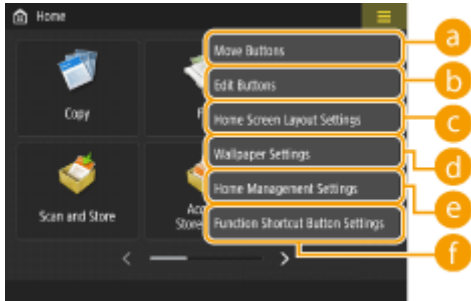 Home
Move Buttons
a
Edit Buttons
b
Copy
Home Screen Layout Settings
c
Wallpaper Settings
d
Home Management Settings
e
Scan and Store
Store
Function Shortcut Button Settings
f